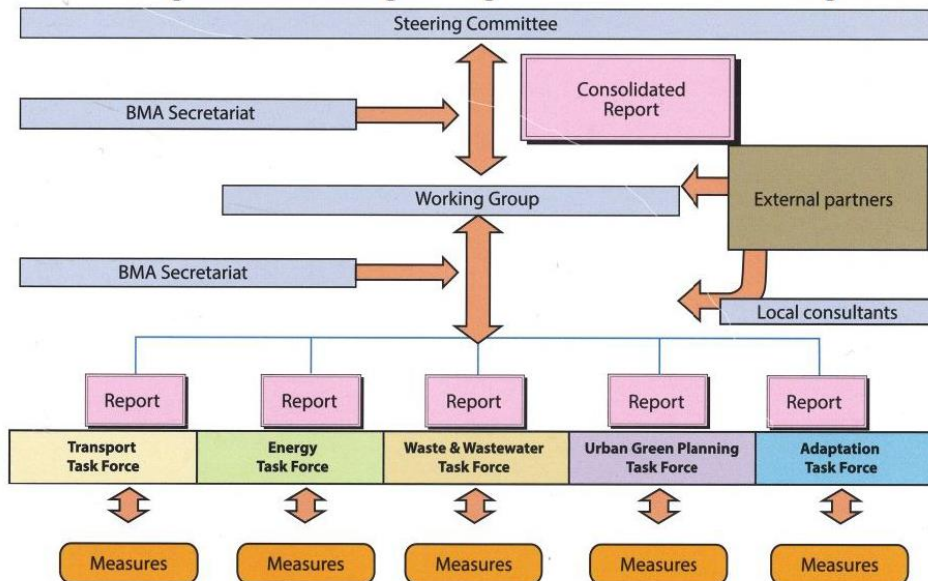 Steering Committee
Consolidated
Report
BMA Secretariat
External partners
Working Group
BMA Secretariat
Local consultants
Report
Report
Report
Report
Report
Transport
Task Force
Energy
Task Force
Waste & Wastewater
Task Force
Urban Green Planning
Task Force
Adaptation
Task Force
Measures
Measures
Measures
Measures
Measures